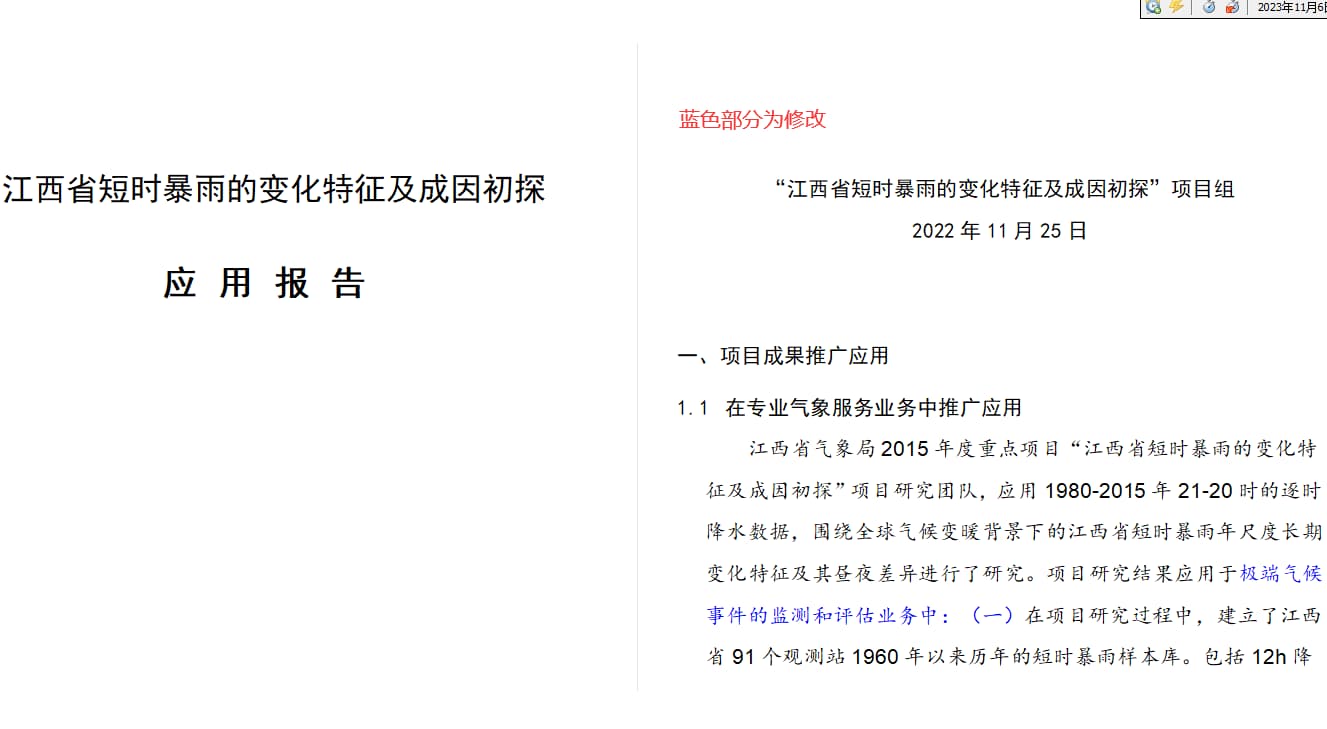 2023年11月6日
江西省短时暴雨的变化特征及成因初探
应 用 报 告
蓝色部分为修改
“江西省短时暴雨的变化特征及成因初探”项目组
2022 年 11 月 25 日
一、项目成果推广应用
1.1 在专业气象服务业务中推广应用
江西省气象局 2015 年度重点项目“江西省短时暴雨的变化特
征及成因初探”项目研究团队，应用 1980-2015 年 21-20 时的逐时
降水数据，围绕全球气候变暖背景下的江西省短时暴雨年尺度长期
变化特征及其昼夜差异进行了研究。项目研究结果应用于极端气候
事件的监测和评估业务中：（一）在项目研究过程中，建立了江西
省 91 个观测站 1960 年以来历年的短时暴雨样本库。包括 12h 降